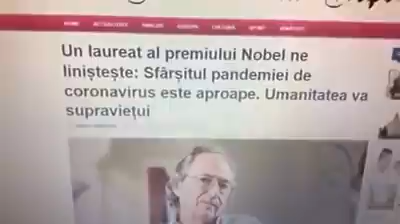 Un laureat al premiului Nobel ne
liniștește: Sfârșitul pandemiei de
coronavirus este aproape. Umanitatea va
supraviețui